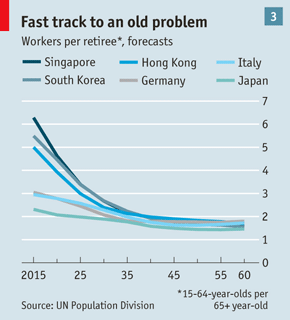 3
Fast track to an old problem
Workers per retiree*, forecasts
Singapore Hong Kong Italy
South Korea Germany Japan
7
6
5
4
3
2
1
0
2015 25 35 45 55 60
*15-64-year-olds per
Source: UN Population Division 65+ year-old